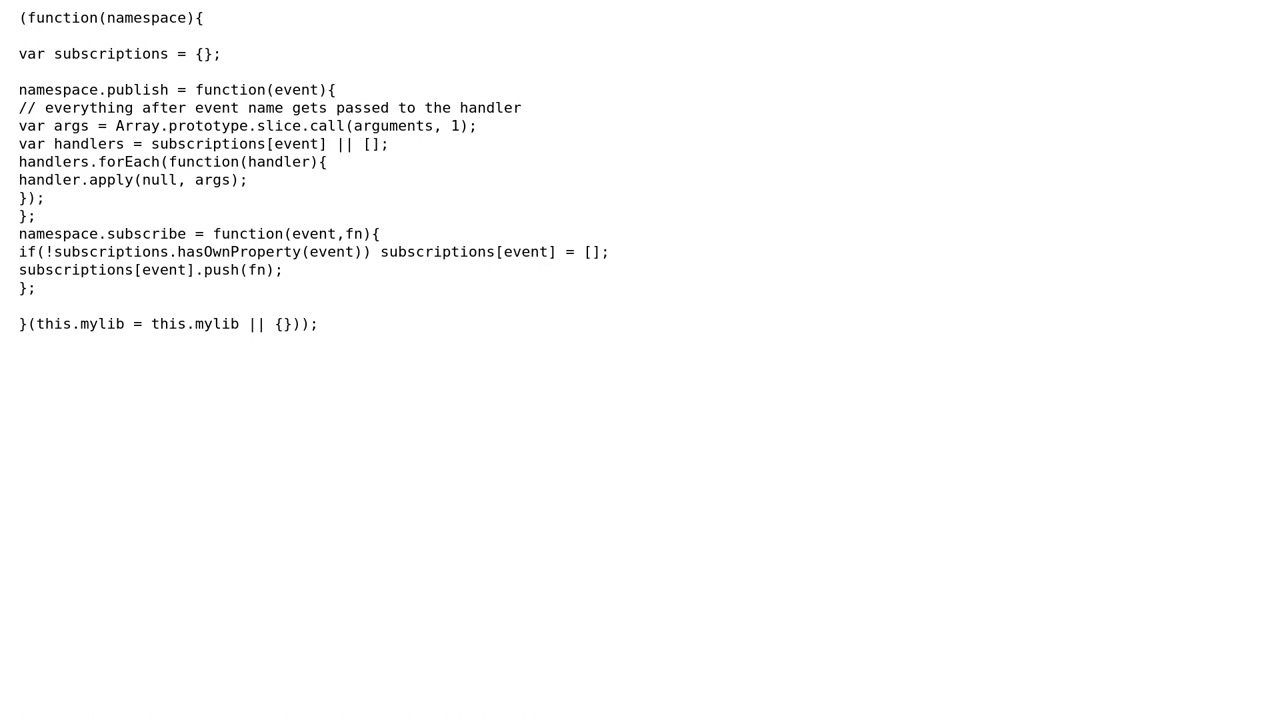 (function(namespace){
var subscriptions = {};
namespace.publish = function(event){
// everything after event name gets passed to the handler
var args = Array.prototype.slice.call(arguments, 1);
var handlers = subscriptions[event] || [];
handlers.forEach(function(handler){
handler.apply(null, args);
});
};
namespace.subscribe = function(event,fn){
if(!subscriptions.hasOwnProperty(event)) subscriptions[event] = [];
subscriptions[event].push(fn);
};
}(this.mylib = this.mylib || {}));